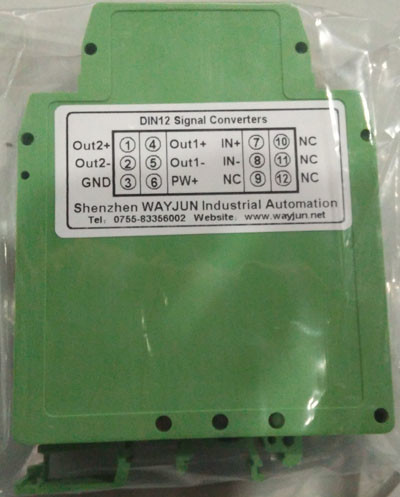 DIN12 Signal Converters
Out2+ ① ④ Out1+ IN+ ⑦ ⑩ NC
Out2- ② ⑤ Out1- IN- ⑧ ⑪ NC
GND ③ ⑥ PW+ NC ⑨ ⑫ NC
Shenzhen WAYJUN Industrial Automation
Tel: 0755-83356002 Website: www.wayjun.net